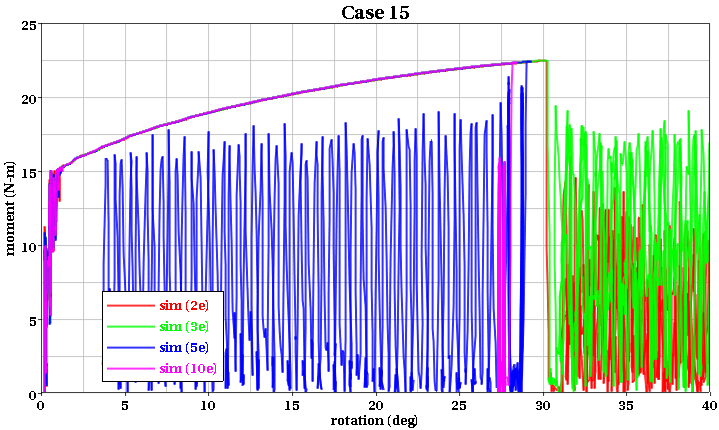 Case 15
25
20
15
10
5
0
moment (N-m)
sim (2e)
sim (3e)
sim (5e)
sim (10e)
0 5 10 15 20 25 30 35 40
rotation (deg)